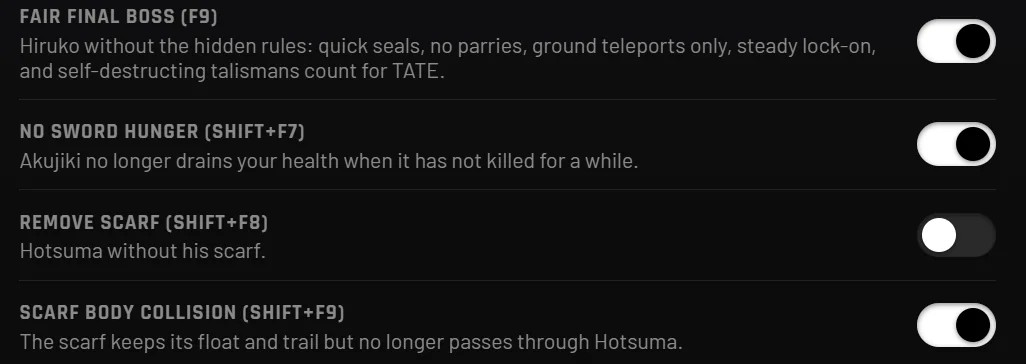 FAIR FINAL BOSS (F9)
Hiruko without the hidden rules: quick seals, no parries, ground teleports only, steady lock-on,
and self-destructing talismans count for TATE.
NO SWORD HUNGER (SHIFT+F7)
Akujiki no longer drains your health when it has not killed for a while.
REMOVE SCARF (SHIFT+F8)
Hotsuma without his scarf.
SCARF BODY COLLISION (SHIFT+F9)
The scarf keeps its float and trail but no longer passes through Hotsuma.